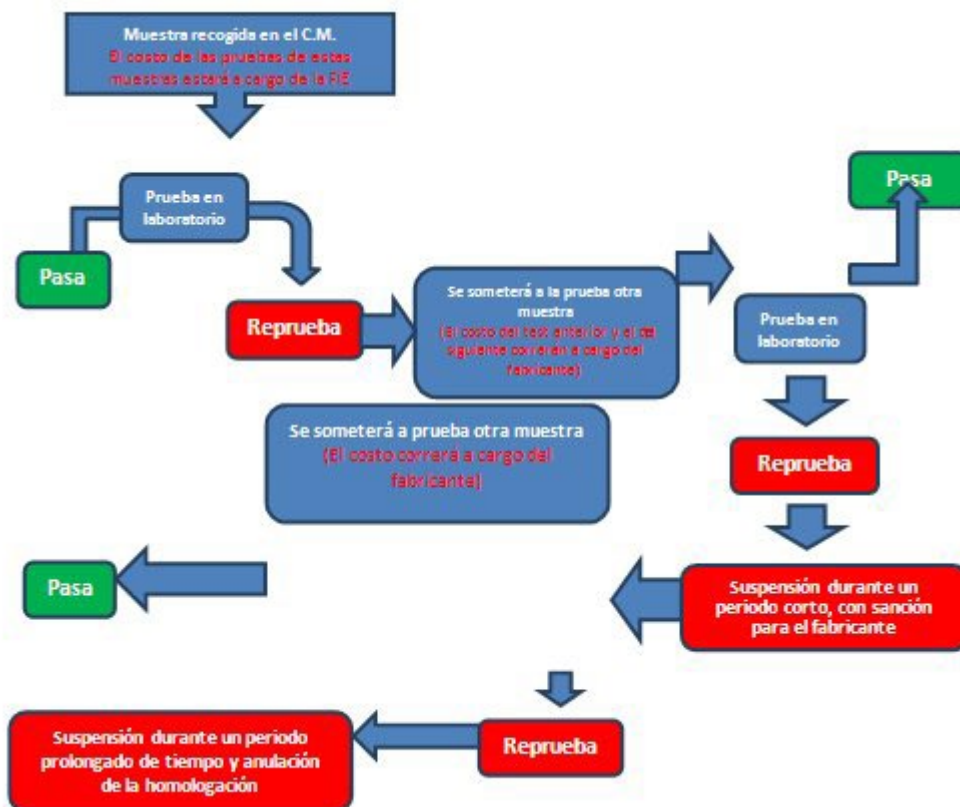 Muestra recogida en el C.M.
El costo de las pruebas de estas
muestras estará a cargo de la FIE
Prueba en
laboratorio
Pasa
Reprueba
Se someterá a la prueba otra
muestra
(El costo del test anterior y el del
siguiente correrán a cargo del
fabricante)
Prueba en
laboratorio
Pasa
Reprueba
Suspensión durante un
periodo corto, con sanción
para el fabricante
Se someterá a prueba otra muestra
(El costo correrá a cargo del
fabricante)
Pasa
Reprueba
Suspensión durante un periodo
prolongado de tiempo y anulación
de la homologación